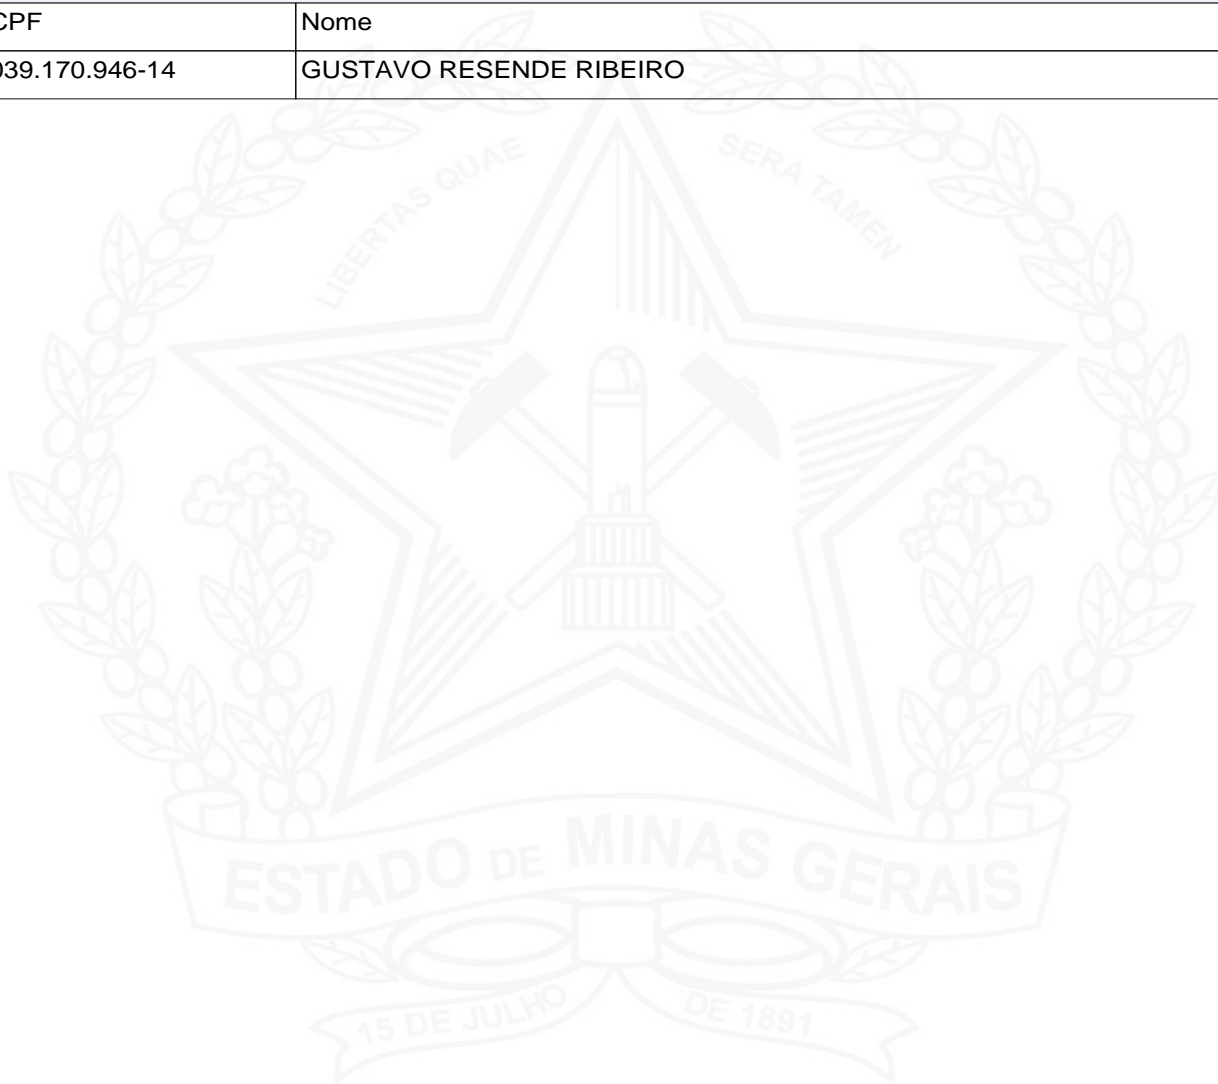 CPF Nome
039.170.946-14 GUSTAVO RESENDE RIBEIRO
LIBERTAS QUAE SERA TAMEN
ESTADO DE MINAS GERAIS
15 DE JULHO DE 1891